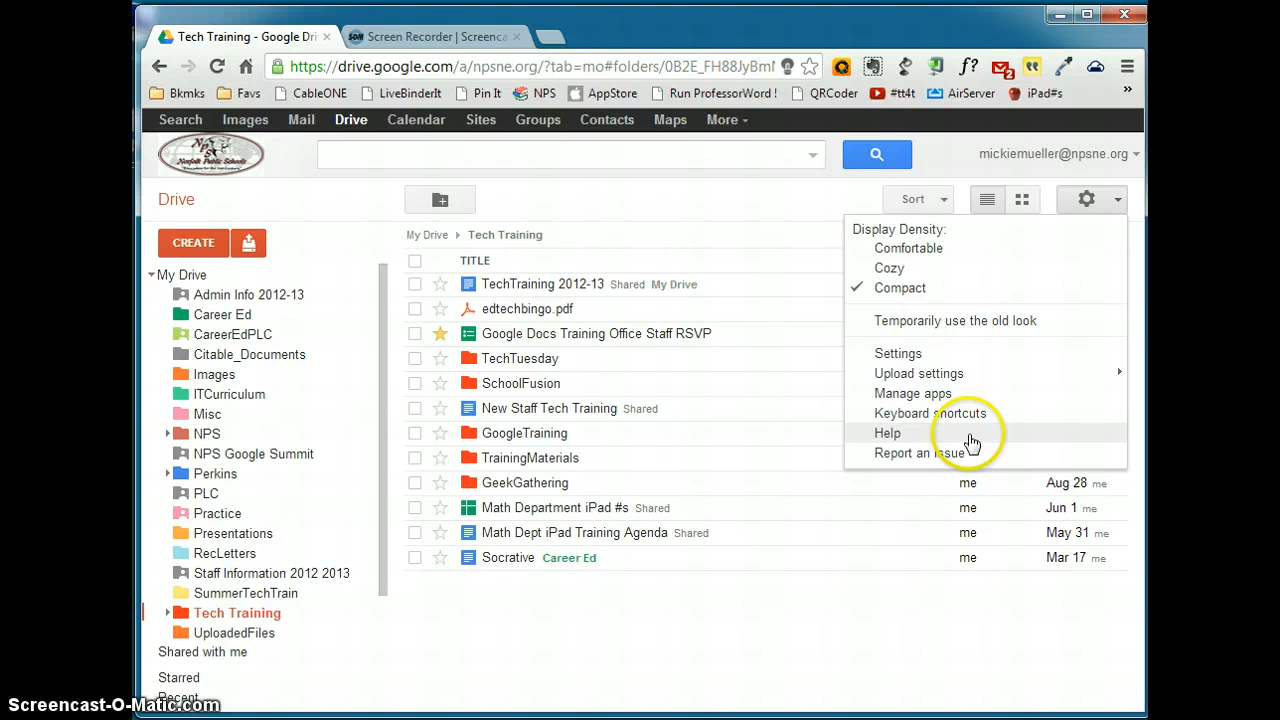 Tech Training - Google Dri
Screen Recorder | Screenca
https://drive.google.com/a/npsne.org/?tab=mo#folders/0B2E_FH88JyBmf
f?
2
Bkmks Favs CableONE LiveBinderIt Pin It NPS AppStore Run ProfessorWord ! QRCoder #tt4t AirServer iPad#s »
Search Images Mail Drive Calendar Sites Groups Contacts Maps More
NPS
Norfolk Public Schools
mickiemueller@npsne.org
Drive
Sort
CREATE
My Drive
Admin Info 2012-13
Career Ed
CareerEdPLC
Citable_Documents
Images
ITCurriculum
Misc
NPS
NPS Google Summit
Perkins
PLC
Practice
Presentations
RecLetters
Staff Information 2012 2013
SummerTechTrain
Tech Training
UploadedFiles
Shared with me
Starred
Recent
My Drive Tech Training
TITLE
TechTraining 2012-13 Shared My Drive
edtechbingo.pdf
Google Docs Training Office Staff RSVP
TechTuesday
SchoolFusion
New Staff Tech Training Shared
GoogleTraining
TrainingMaterials
GeekGathering me Aug 28 me
Math Department iPad #s Shared me Jun 1 me
Math Dept iPad Training Agenda Shared me May 31 me
Socrative Career Ed me Mar 17 me
Display Density:
Comfortable
Cozy
Compact
Temporarily use the old look
Settings
Upload settings
Manage apps
Keyboard shortcuts
Help
Report an issue
Screencast-O-Matic.com